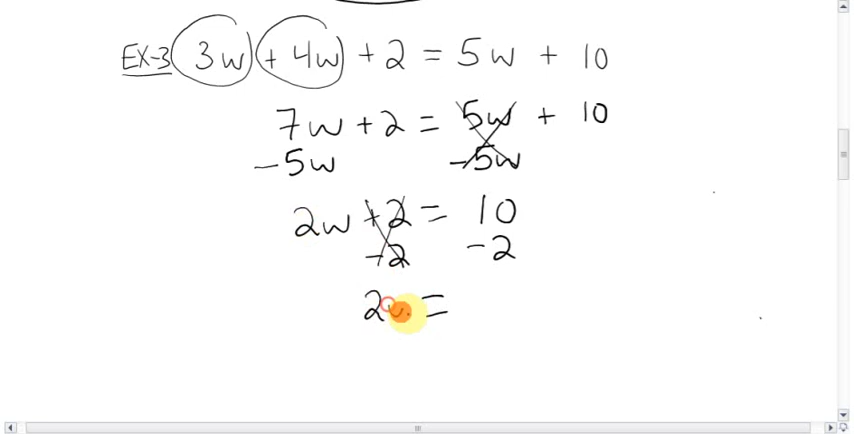 EX-3 3w + 4w + 2 = 5w + 10
7w + 2 = 5w + 10
-5w -5w
2w + 2 = 10
-2 -2
2w =